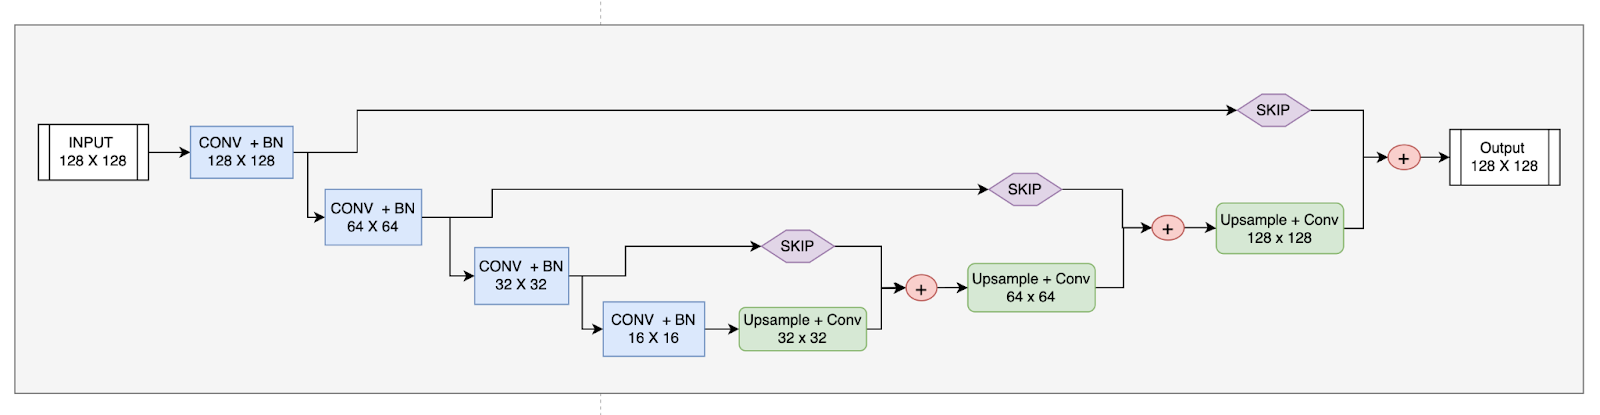 INPUT
128 X 128
CONV + BN
128 X 128
CONV + BN
64 X 64
CONV + BN
32 X 32
CONV + BN
16 X 16
Upsample + Conv
32 x 32
SKIP
+
Upsample + Conv
64 x 64
SKIP
+
Upsample + Conv
128 x 128
SKIP
+
Output
128 X 128